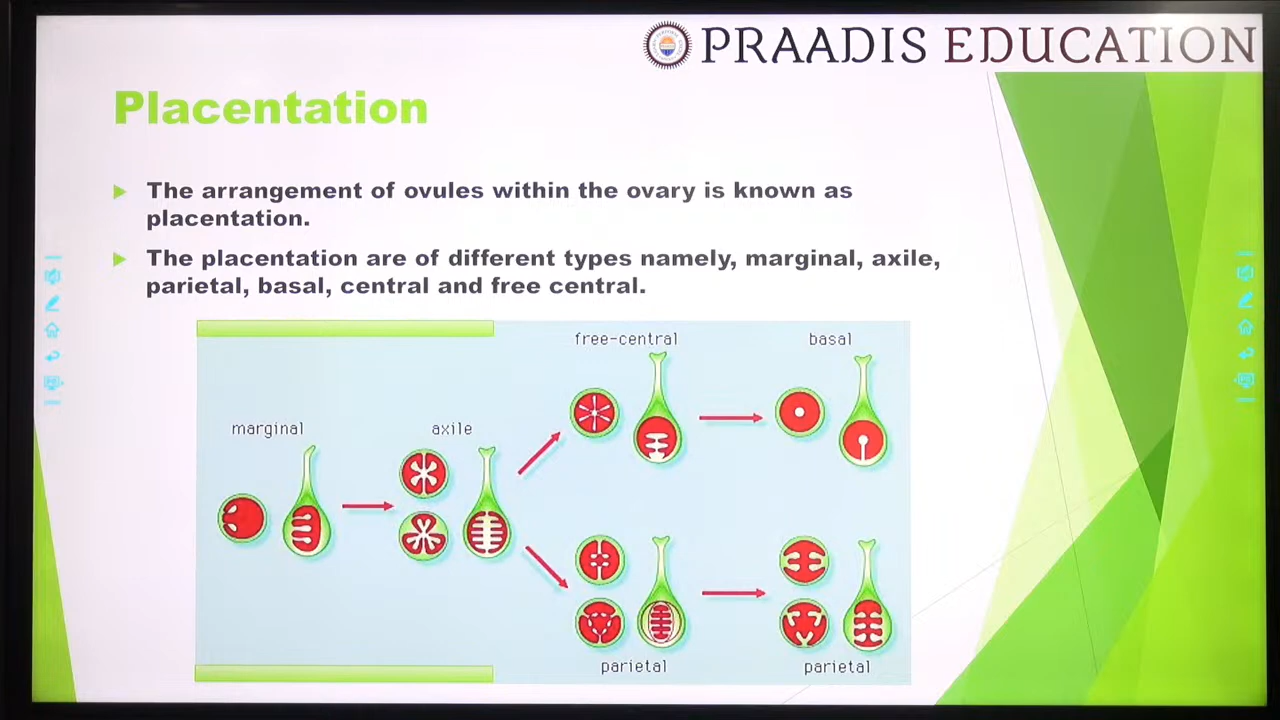 PRAADIS EDUCATION
Placentation
The arrangement of ovules within the ovary is known as
placentation.
The placentation are of different types namely, marginal, axile,
parietal, basal, central and free central.
free-central
basal
marginal
axile
parietal
parietal